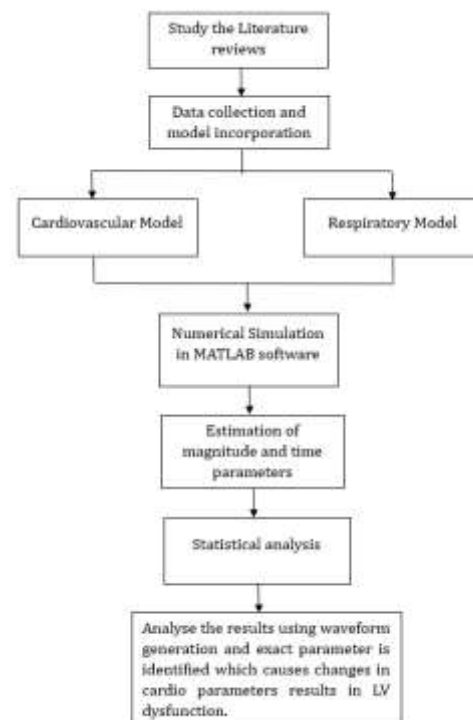 Study the Literature
reviews
Data collection and
model incorporation
Cardiovascular Model
Respiratory Model
Numerical Simulation
in MATLAB software
Estimation of
magnitude and time
parameters
Statistical analysis
Analyse the results using waveform
generation and exact parameter is
identified which causes changes in
cardio parameters results in LV
dysfunction.